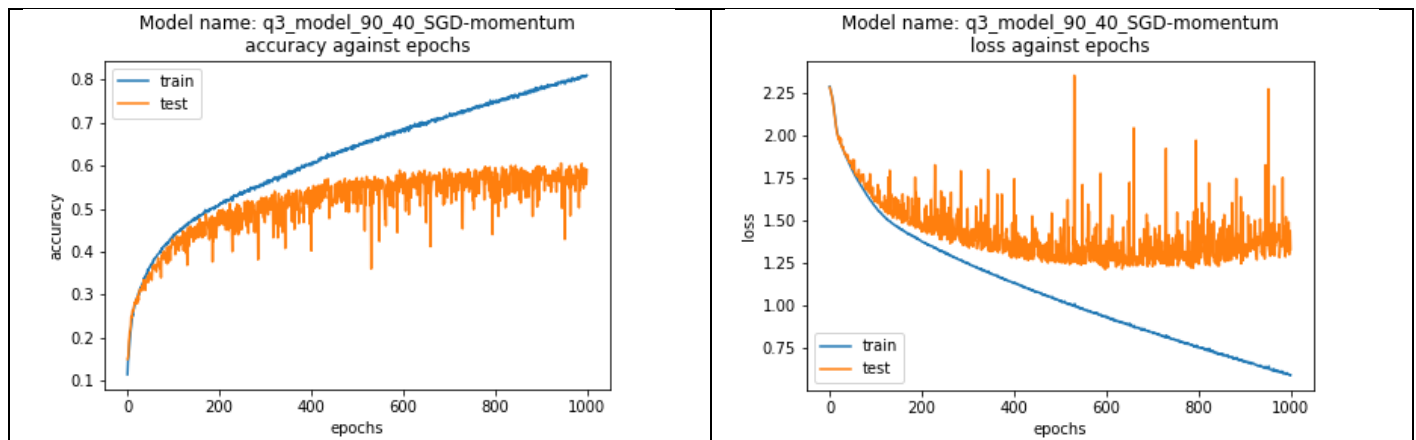 Model name: q3_model_90_40_SGD-momentum
accuracy against epochs
0.8
0.7
0.6
0.5
0.4
0.3
0.2
0.1
accuracy
train
test
0 200 400 600 800 1000
epochs
Model name: q3_model_90_40_SGD-momentum
loss against epochs
2.25
2.00
1.75
1.50
1.25
1.00
0.75
loss
train
test
0 200 400 600 800 1000
epochs